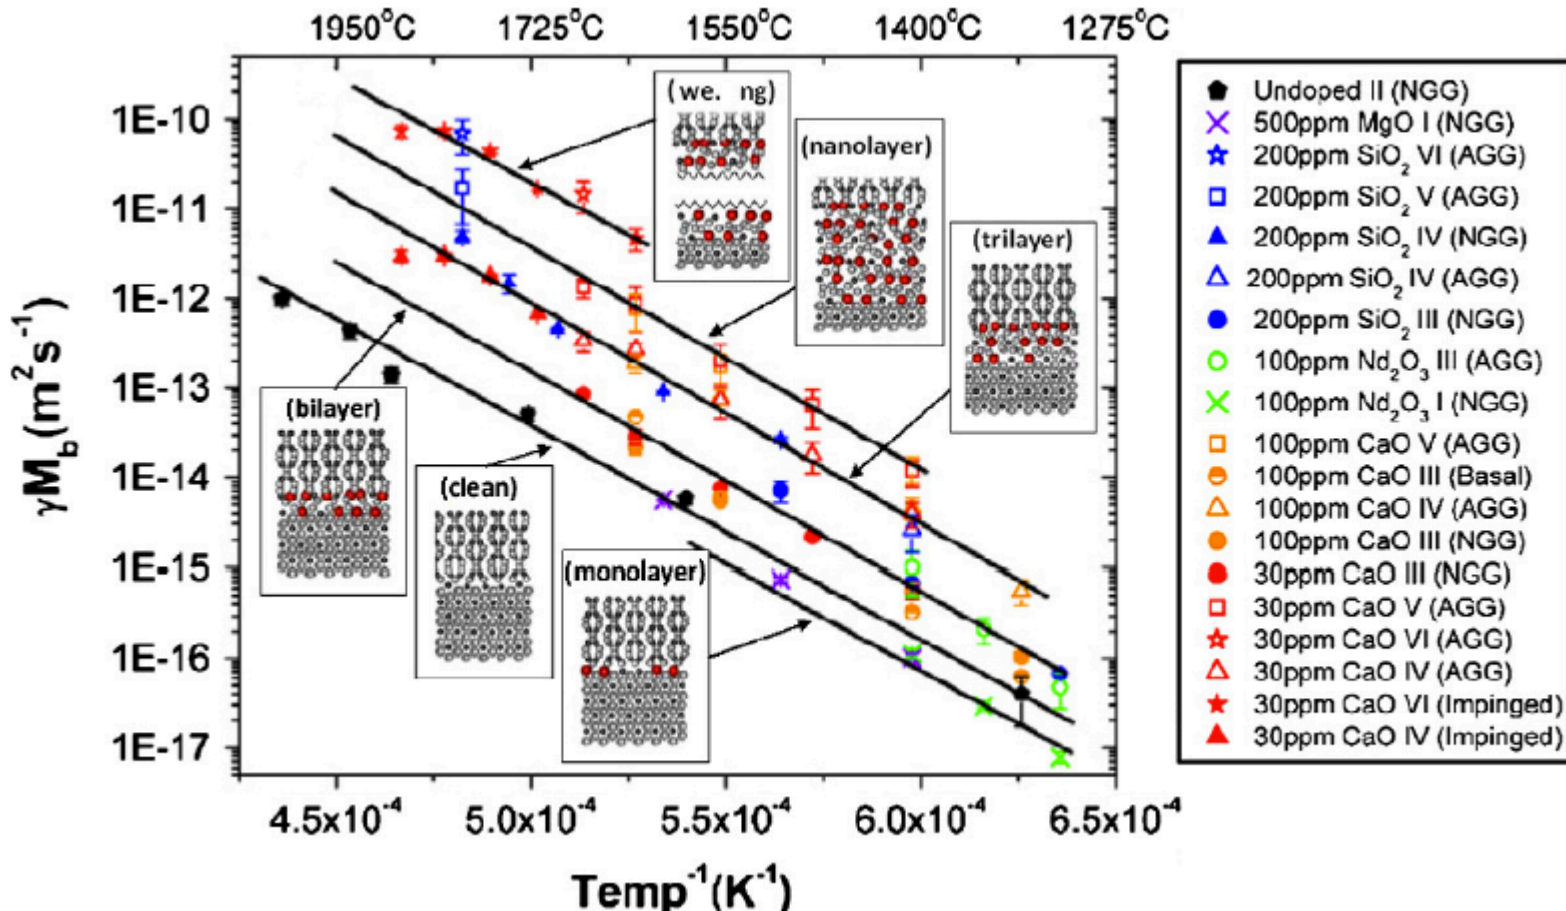 1950°C 1725°C 1550°C 1400°C 1275°C
1E-10
1E-11
1E-12
1E-13
1E-14
1E-15
1E-16
1E-17
γM_b(m²s⁻¹)
4.5x10⁻⁴ 5.0x10⁻⁴ 5.5x10⁻⁴ 6.0x10⁻⁴ 6.5x10⁻⁴
Temp⁻¹(K⁻¹)
(nanolayer)
(trilayer)
(bilayer)
(clean)
(monolayer)
Undoped II (NGG)
500ppm MgO I (NGG)
200ppm SiO₂ VI (AGG)
200ppm SiO₂ V (AGG)
200ppm SiO₂ IV (NGG)
200ppm SiO₂ IV (AGG)
200ppm SiO₂ III (NGG)
100ppm Nd₂O₃ III (AGG)
100ppm Nd₂O₃ I (NGG)
100ppm CaO V (AGG)
100ppm CaO III (Basal)
100ppm CaO IV (AGG)
100ppm CaO III (NGG)
30ppm CaO III (NGG)
30ppm CaO V (AGG)
30ppm CaO VI (AGG)
30ppm CaO IV (AGG)
30ppm CaO VI (Impinged)
30ppm CaO IV (Impinged)